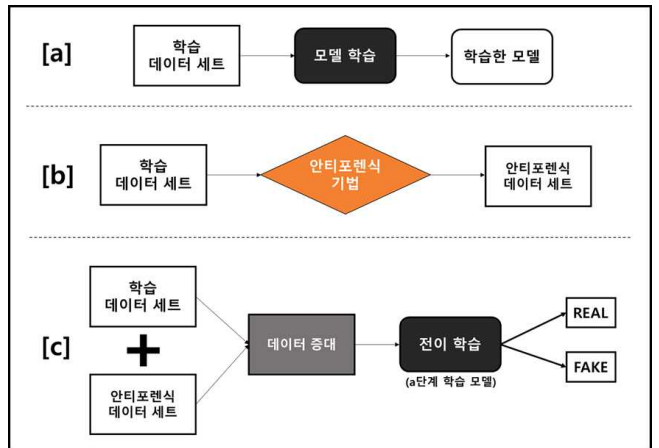 [a]
학습
데이터 세트
모델 학습
학습한 모델
[b]
학습
데이터 세트
안티포렌식
기법
안티포렌식
데이터 세트
[c]
학습
데이터 세트
+
안티포렌식
데이터 세트
데이터 증대
전이 학습
(a단계 학습 모델)
REAL
FAKE